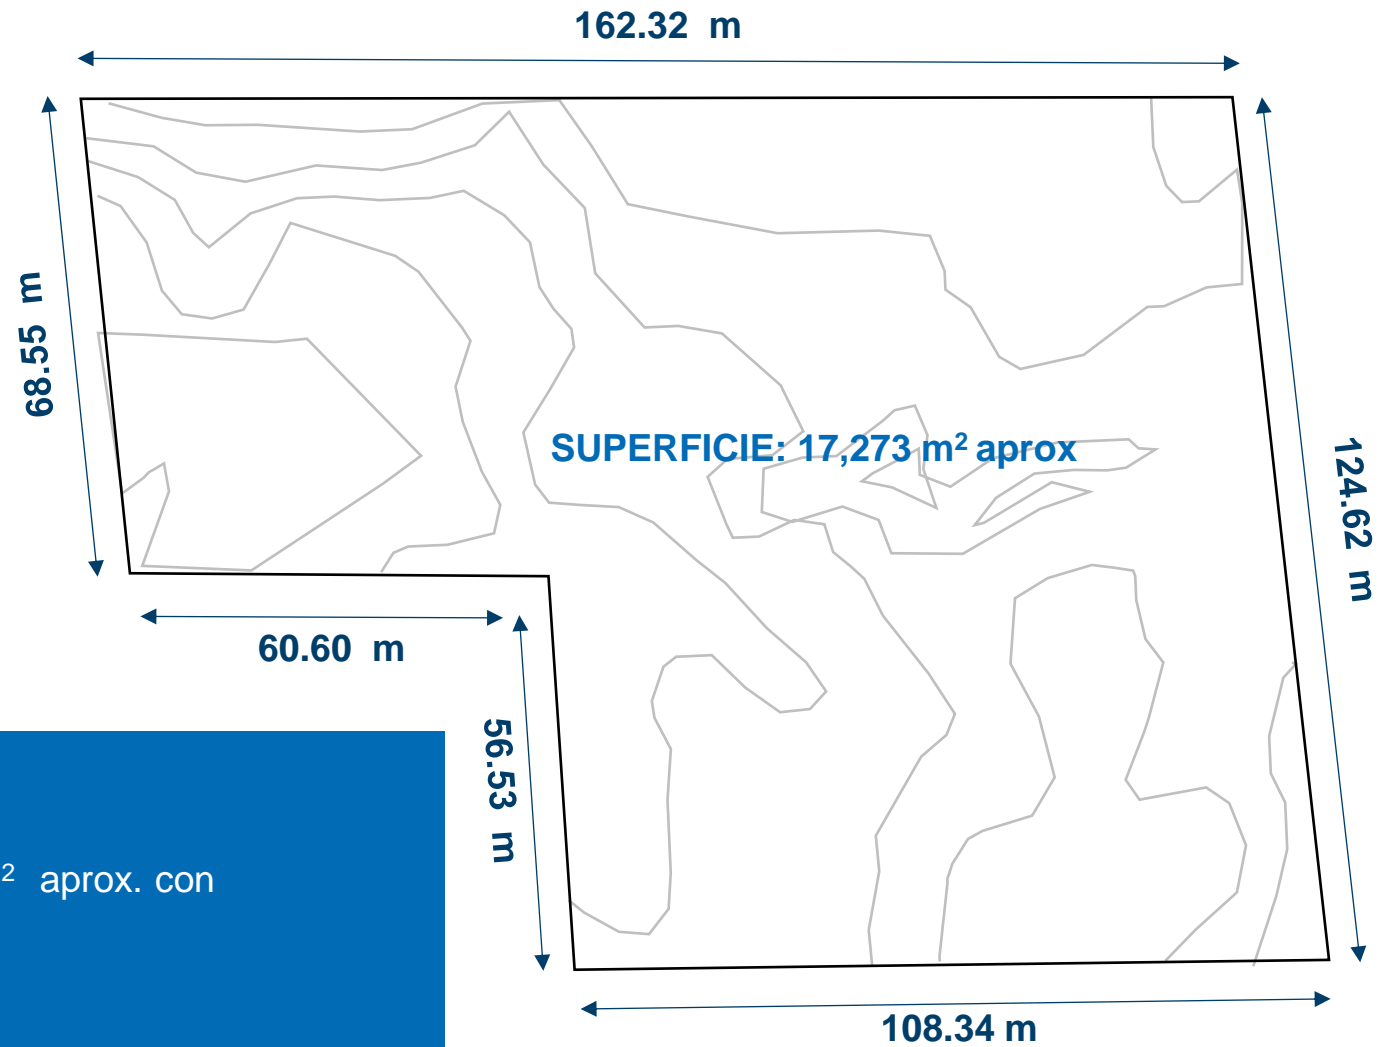 162.32 m
68.55 m
SUPERFICIE: 17,273 m² aprox
124.62 m
60.60 m
56.53 m
² aprox. con
108.34 m